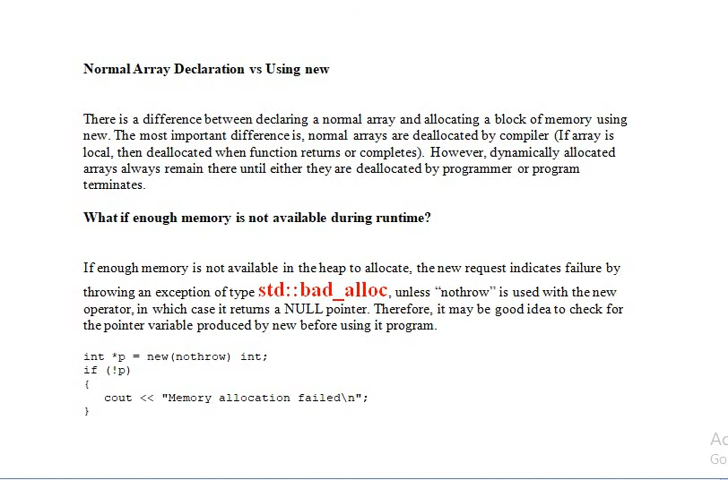 Normal Array Declaration vs Using new
There is a difference between declaring a normal array and allocating a block of memory using
new. The most important difference is, normal arrays are deallocated by compiler (If array is
local, then deallocated when function returns or completes). However, dynamically allocated
arrays always remain there until either they are deallocated by programmer or program
terminates.
What if enough memory is not available during runtime?
If enough memory is not available in the heap to allocate, the new request indicates failure by
throwing an exception of type std::bad_alloc, unless “nothrow” is used with the new
operator, in which case it returns a NULL pointer. Therefore, it may be good idea to check for
the pointer variable produced by new before using it program.
int *p = new(nothrow) int;
if (!p)
{
cout << "Memory allocation failed\n";
}